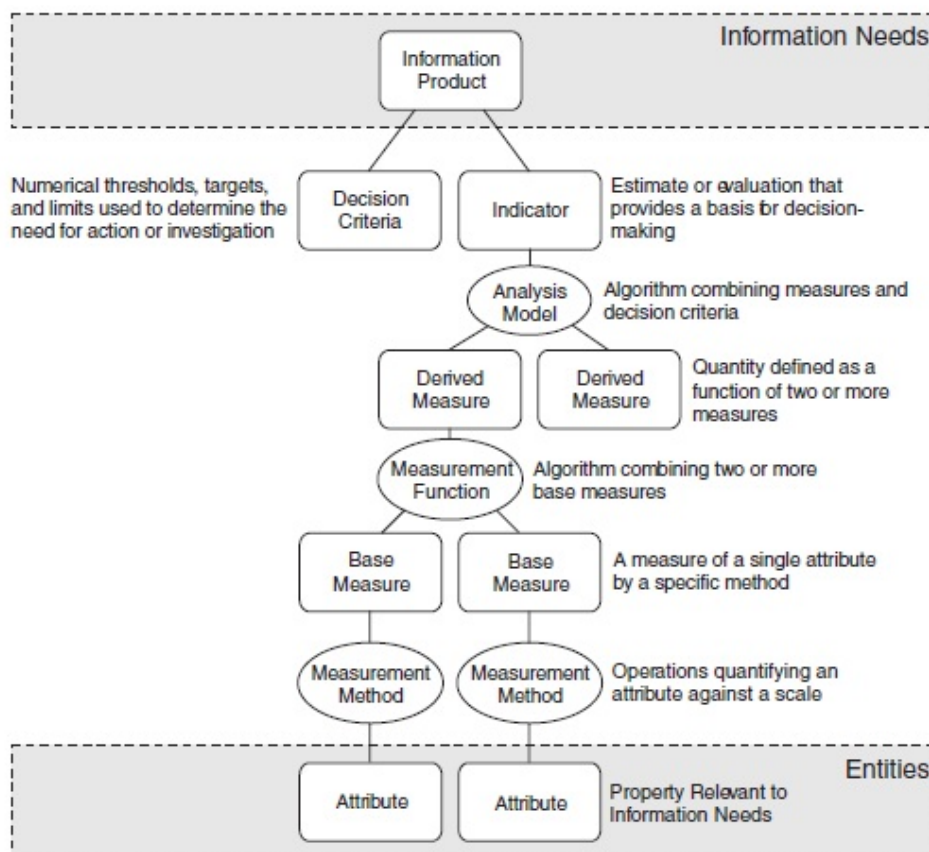 Information Needs
Information
Product
Numerical thresholds, targets,
and limits used to determine the
need for action or investigation
Decision
Criteria
Indicator
Estimate or evaluation that
provides a basis for decision-
making
Analysis
Model
Algorithm combining measures and
decision criteria
Derived
Measure
Derived
Measure
Quantity defined as a
function of two or more
measures
Measurement
Function
Algorithm combining two or more
base measures
Base
Measure
Base
Measure
A measure of a single attribute
by a specific method
Measurement
Method
Measurement
Method
Operations quantifying an
attribute against a scale
Entities
Attribute
Attribute
Property Relevant to
Information Needs